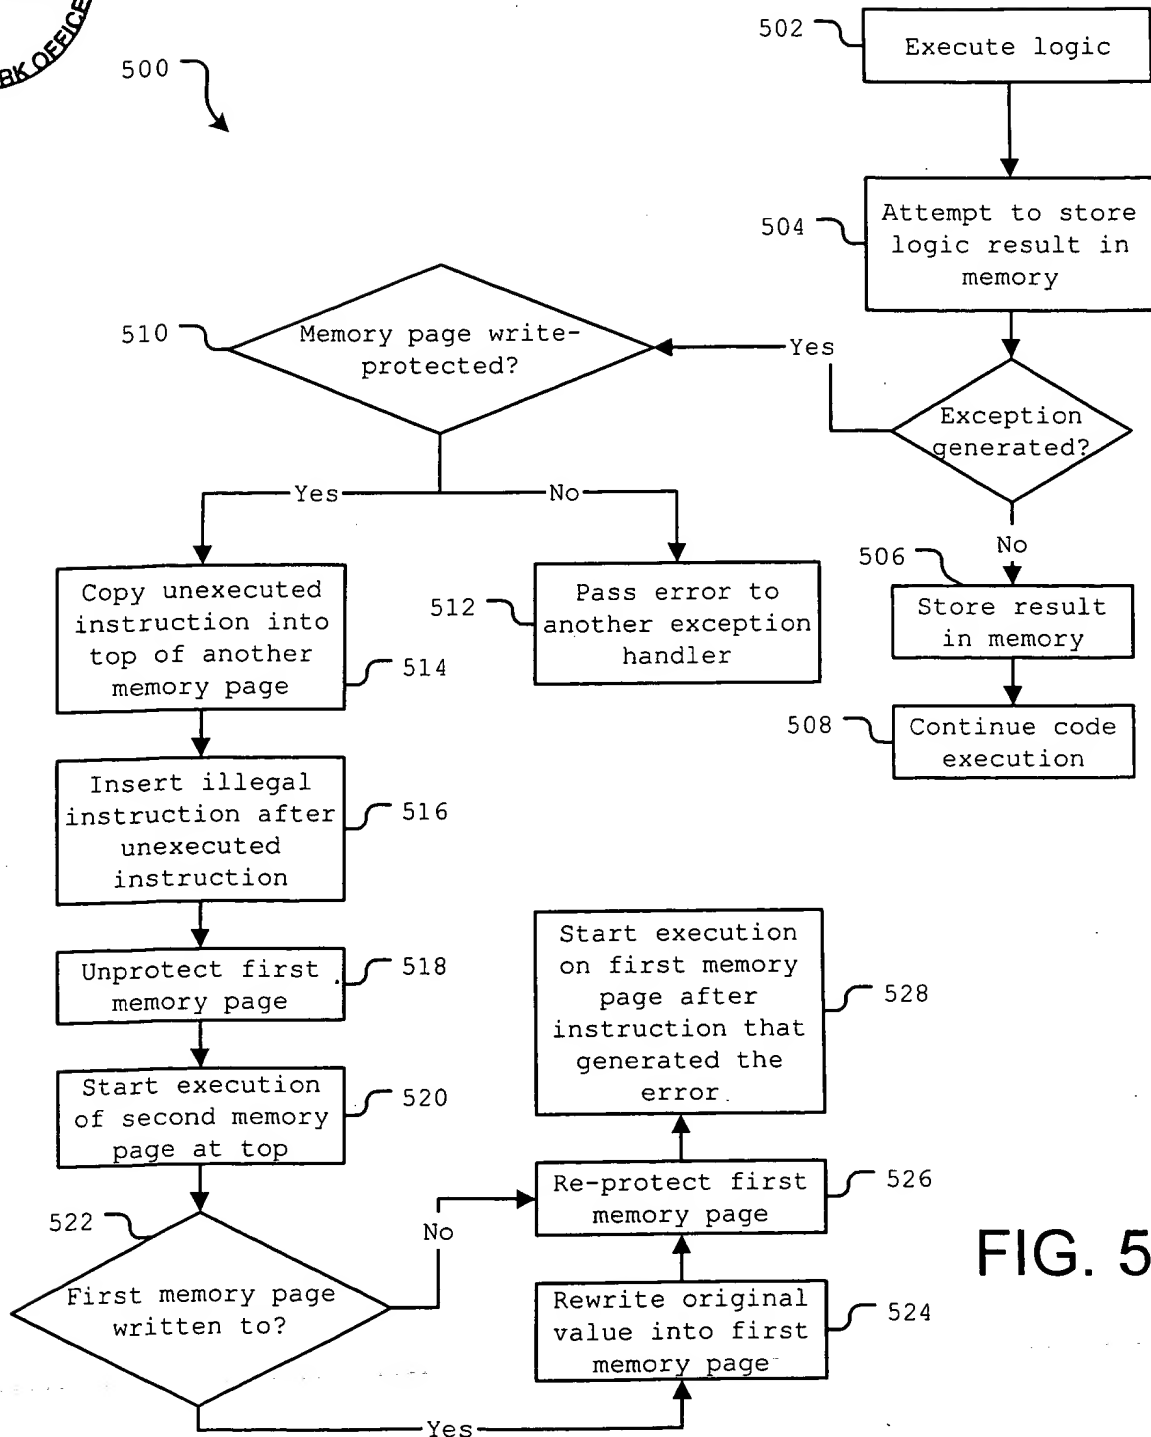 RK OFFICE
500
502
Execute logic
504
Attempt to store
logic result in
memory
510
Memory page write-
protected?
Yes
Exception
generated?
Yes
No
No
506
Store result
in memory
508
Continue code
execution
Copy unexecuted
instruction into
top of another
memory page
514
512
Pass error to
another exception
handler
Insert illegal
instruction after
unexecuted
instruction
516
Unprotect first
memory page
518
Start execution
of second memory
page at top
520
522
First memory page
written to?
No
Yes
Start execution
on first memory
page after
instruction that
generated the
error
528
Re-protect first
memory page
526
Rewrite original
value into first
memory page
524
FIG. 5